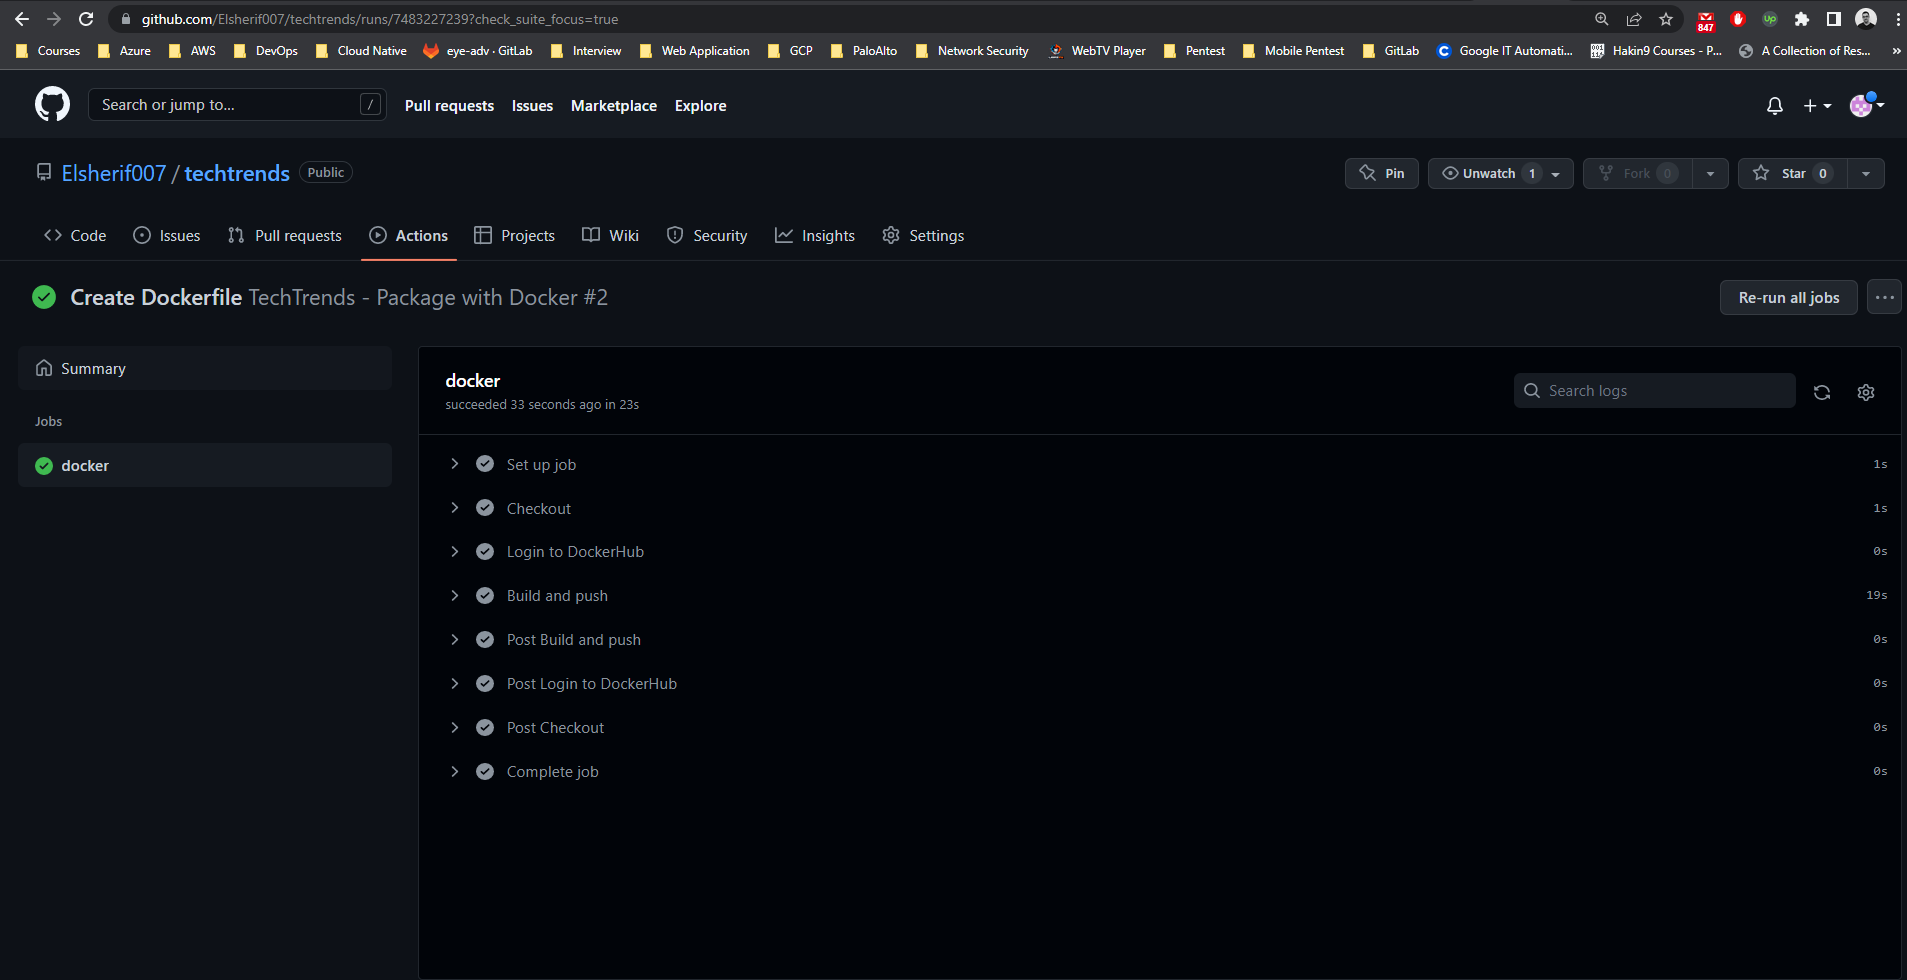 github.com/Elsherif007/techtrends/runs/7483227239?check_suite_focus=true
847
Up
Courses Azure AWS DevOps Cloud Native eye-adv · GitLab Interview Web Application GCP PaloAlto Network Security WebTV Player Pentest Mobile Pentest GitLab Google IT Automati... Hakin9 Courses - P... A Collection of Res... »
Search or jump to... / Pull requests Issues Marketplace Explore
Elsherif007 / techtrends Public Pin Unwatch 1 Fork 0 Star 0
Code Issues Pull requests Actions Projects Wiki Security Insights Settings
Create Dockerfile TechTrends - Package with Docker #2 Re-run all jobs ...
Summary
Jobs
docker
docker
succeeded 33 seconds ago in 23s
Search logs
Set up job 1s
Checkout 1s
Login to DockerHub 0s
Build and push 19s
Post Build and push 0s
Post Login to DockerHub 0s
Post Checkout 0s
Complete job 0s